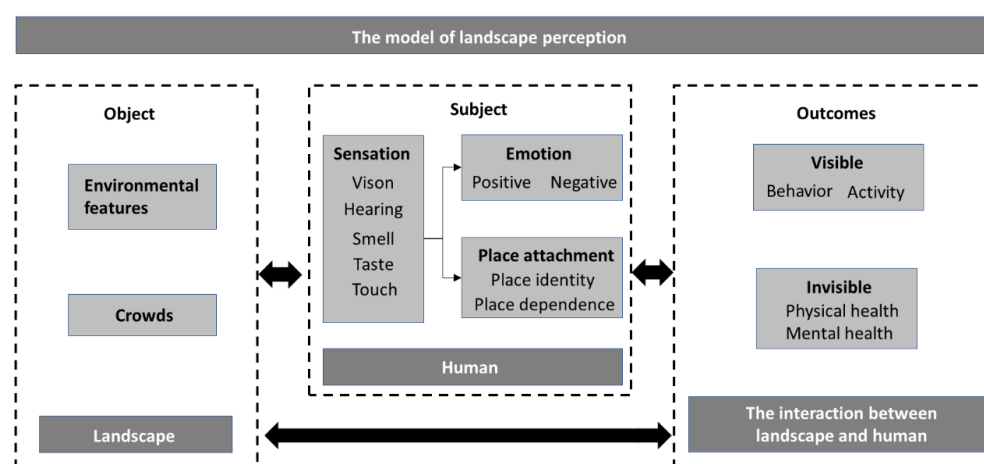 The model of landscape perception
Object
Environmental
features
Crowds
Landscape
Subject
Sensation
Vison
Hearing
Smell
Taste
Touch
Emotion
Positive Negative
Place attachment
Place identity
Place dependence
Human
Outcomes
Visible
Behavior Activity
Invisible
Physical health
Mental health
The interaction between
landscape and human